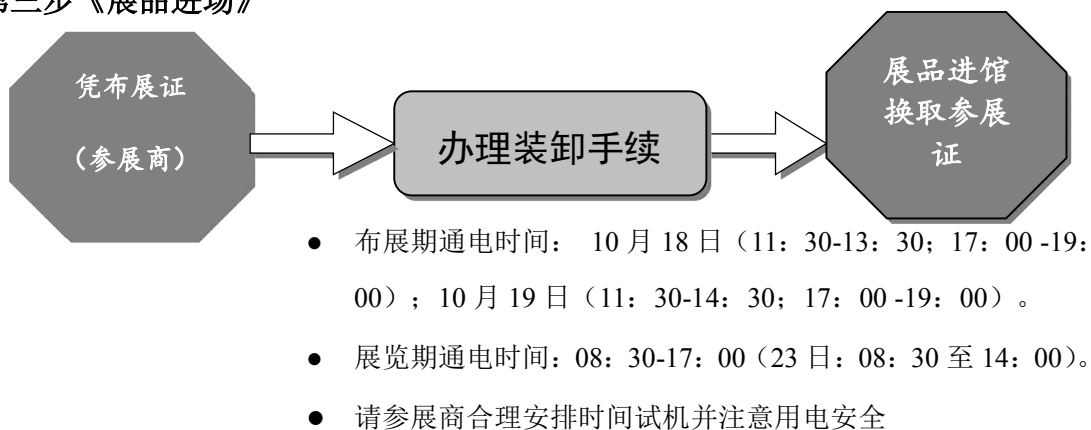 第三步《展品进场》
凭布展证
（参展商）
办理装卸手续
展品进馆
换取参展
证
● 布展期通电时间： 10 月 18 日（11：30-13：30；17：00 -19：
00）；10 月 19 日（11：30-14：30；17：00 -19：00）。
● 展览期通电时间：08：30-17：00（23 日：08：30 至 14：00）。
● 请参展商合理安排时间试机并注意用电安全